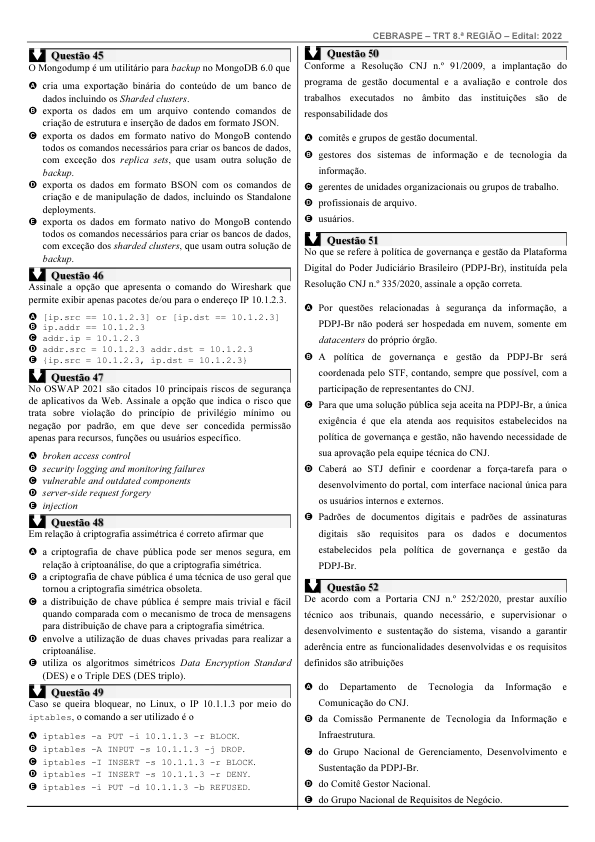 CEBRASPE – TRT 8.ª REGIÃO – Edital: 2022
Questão 45
O Mongodump é um utilitário para backup no MongoDB 6.0 que
A cria uma exportação binária do conteúdo de um banco de
dados incluindo os Sharded clusters.
B exporta os dados em um arquivo contendo comandos de
criação de estrutura e inserção de dados em formato JSON.
C exporta os dados em formato nativo do MongoB contendo
todos os comandos necessários para criar os bancos de dados,
com exceção dos replica sets, que usam outra solução de
backup.
D exporta os dados em formato BSON com os comandos de
criação e de manipulação de dados, incluindo os Standalone
deployments.
E exporta os dados em formato nativo do MongoB contendo
todos os comandos necessários para criar os bancos de dados,
com exceção dos sharded clusters, que usam outra solução de
backup.
Questão 46
Assinale a opção que apresenta o comando do Wireshark que
permite exibir apenas pacotes de/ou para o endereço IP 10.1.2.3.
A [ip.src == 10.1.2.3] or [ip.dst == 10.1.2.3]
B ip.addr == 10.1.2.3
C addr.ip = 10.1.2.3
D addr.src = 10.1.2.3 addr.dst = 10.1.2.3
E {ip.src = 10.1.2.3, ip.dst = 10.1.2.3}
Questão 47
No OSWAP 2021 são citados 10 principais riscos de segurança
de aplicativos da Web. Assinale a opção que indica o risco que
trata sobre violação do princípio de privilégio mínimo ou
negação por padrão, em que deve ser concedida permissão
apenas para recursos, funções ou usuários específico.
A broken access control
B security logging and monitoring failures
C vulnerable and outdated components
D server-side request forgery
E injection
Questão 48
Em relação à criptografia assimétrica é correto afirmar que
A a criptografia de chave pública pode ser menos segura, em
relação à criptoanálise, do que a criptografia simétrica.
B a criptografia de chave pública é uma técnica de uso geral que
tornou a criptografia simétrica obsoleta.
C a distribuição de chave pública é sempre mais trivial e fácil
quando comparada com o mecanismo de troca de mensagens
para distribuição de chave para a criptografia simétrica.
D envolve a utilização de duas chaves privadas para realizar a
criptoanálise.
E utiliza os algoritmos simétricos Data Encryption Standard
(DES) e o Triple DES (DES triplo).
Questão 49
Caso se queira bloquear, no Linux, o IP 10.1.1.3 por meio do
iptables, o comando a ser utilizado é o
A iptables -a PUT -i 10.1.1.3 -r BLOCK.
B iptables -A INPUT -s 10.1.1.3 -j DROP.
C iptables -I INSERT -s 10.1.1.3 -r BLOCK.
D iptables -I INSERT -s 10.1.1.3 -r DENY.
E iptables -i PUT -d 10.1.1.3 -b REFUSED.
Questão 50
Conforme a Resolução CNJ n.º 91/2009, a implantação do
programa de gestão documental e a avaliação e controle dos
trabalhos executados no âmbito das instituições são de
responsabilidade dos
A comitês e grupos de gestão documental.
B gestores dos sistemas de informação e de tecnologia da
informação.
C gerentes de unidades organizacionais ou grupos de trabalho.
D profissionais de arquivo.
E usuários.
Questão 51
No que se refere à política de governança e gestão da Plataforma
Digital do Poder Judiciário Brasileiro (PDPJ-Br), instituída pela
Resolução CNJ n.º 335/2020, assinale a opção correta.
A Por questões relacionadas à segurança da informação, a
PDPJ-Br não poderá ser hospedada em nuvem, somente em
datacenters do próprio órgão.
B A política de governança e gestão da PDPJ-Br será
coordenada pelo STF, contando, sempre que possível, com a
participação de representantes do CNJ.
C Para que uma solução pública seja aceita na PDPJ-Br, a única
exigência é que ela atenda aos requisitos estabelecidos na
política de governança e gestão, não havendo necessidade de
sua aprovação pela equipe técnica do CNJ.
D Caberá ao STJ definir e coordenar a força-tarefa para o
desenvolvimento do portal, com interface nacional única para
os usuários internos e externos.
E Padrões de documentos digitais e padrões de assinaturas
digitais são requisitos para os dados e documentos
estabelecidos pela política de governança e gestão da
PDPJ-Br.
Questão 52
De acordo com a Portaria CNJ n.º 252/2020, prestar auxílio
técnico aos tribunais, quando necessário, e supervisionar o
desenvolvimento e sustentação do sistema, visando a garantir
aderência entre as funcionalidades desenvolvidas e os requisitos
definidos são atribuições
A do Departamento de Tecnologia da Informação e
Comunicação do CNJ.
B da Comissão Permanente de Tecnologia da Informação e
Infraestrutura.
C do Grupo Nacional de Gerenciamento, Desenvolvimento e
Sustentação da PDPJ-Br.
D do Comitê Gestor Nacional.
E do Grupo Nacional de Requisitos de Negócio.